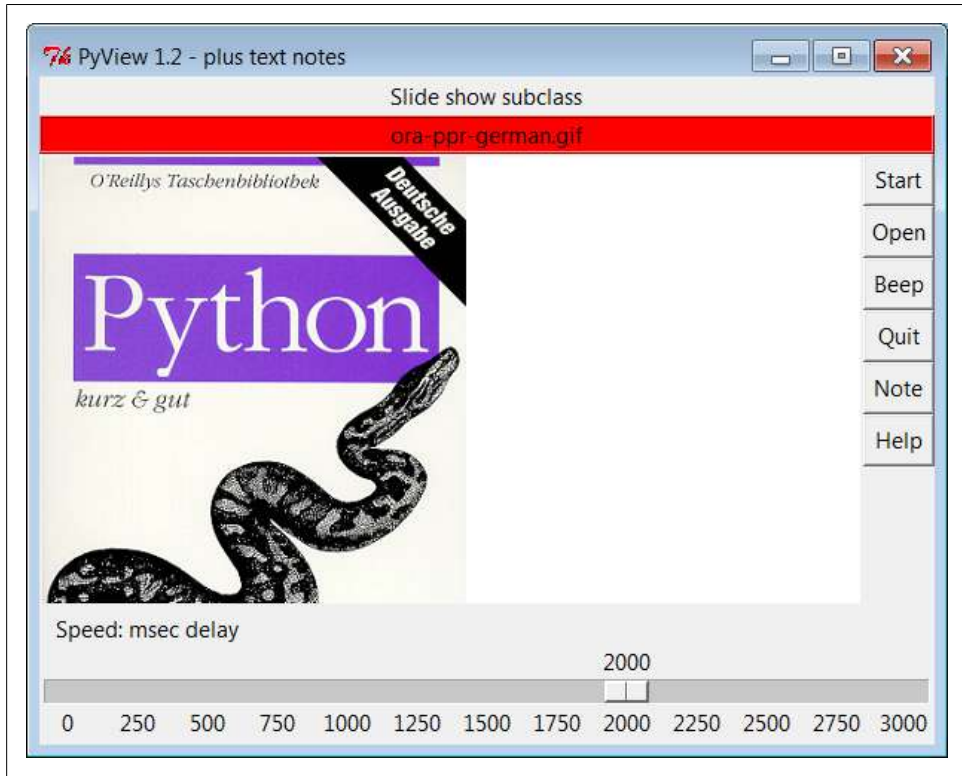 PyView 1.2 - plus text notes
Slide show subclass
ora-ppr-german.gif
O'Reillys Taschenbibliothek
Deutsche
Ausgabe
Python
kurz & gut
Start
Open
Beep
Quit
Note
Help
Speed: msec delay
2000
0 250 500 750 1000 1250 1500 1750 2000 2250 2500 2750 3000